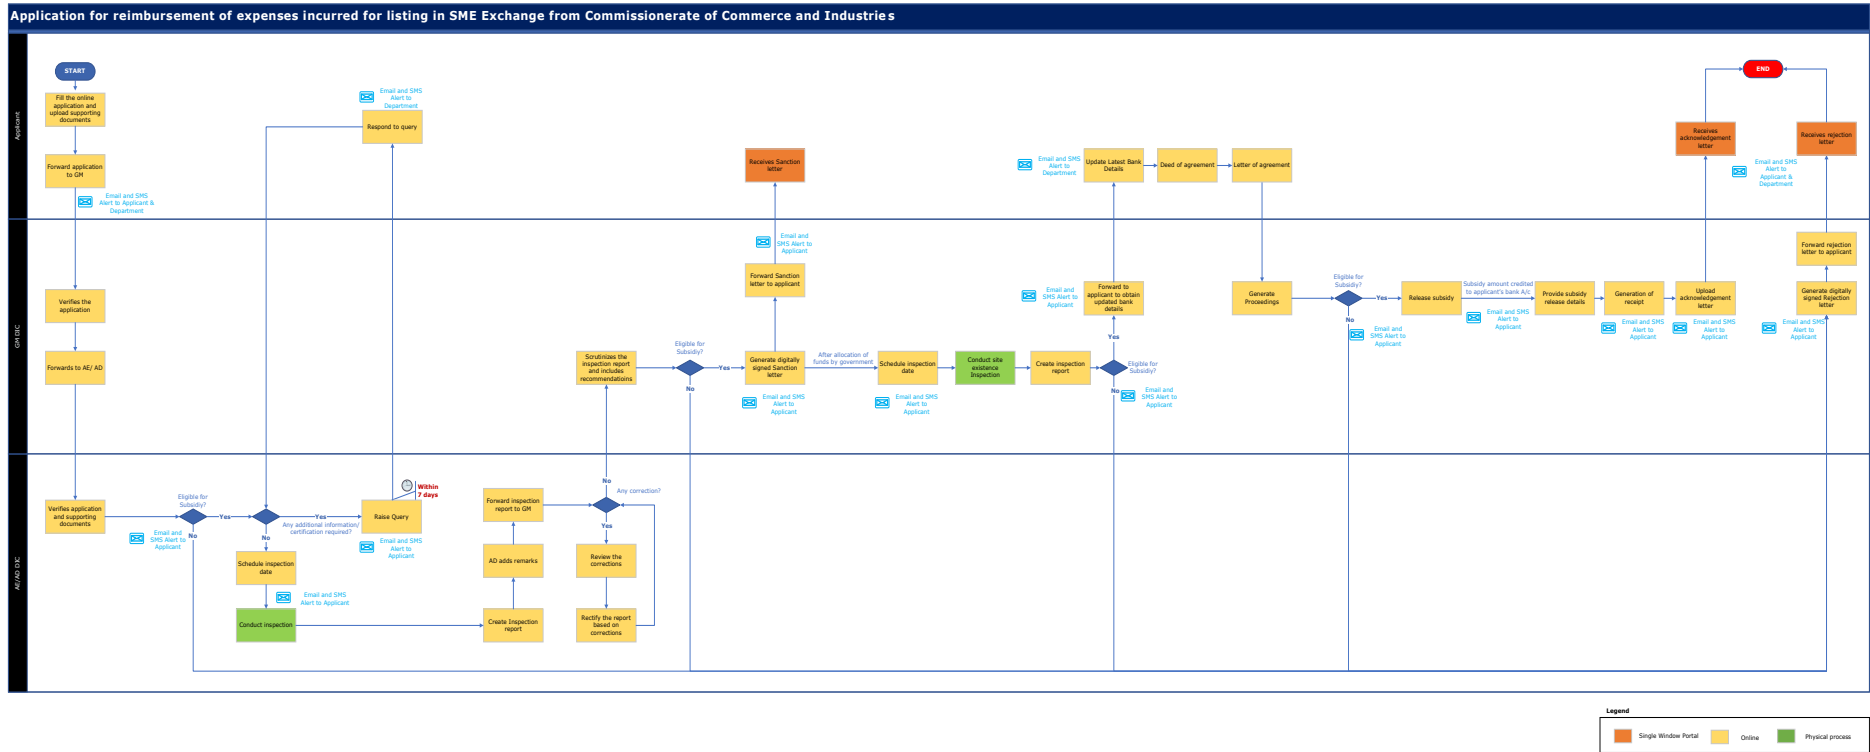 Application for reimbursement of expenses incurred for listing in SME Exchange from Commissionerate of Commerce and Industries
Applicant
START
Fill the online
application and
upload supporting
documents
Forward application
to GM
Email and SMS
Alert to Applicant &
Department
Email and SMS
Alert to
Department
Respond to query
Receives Sanction
letter
Email and SMS
Alert to
Department
Update Latest Bank
Details
Deed of agreement
Letter of agreement
END
Receives
acknowledgement
letter
Email and SMS
Alert to
Applicant &
Department
Receives rejection
letter
GM DIC
Verifies the
application
Forwards to AE/ AD
Scrutinizes the
inspection report
and includes
recommendatioins
Eligible for
Subsidiy?
Yes
No
Email and
SMS Alert to
Applicant
Forward Sanction
letter to applicant
Generate digitally
signed Sanction
letter
Email and SMS
Alert to
Applicant
After allocation of
funds by government
Schedule inspection
date
Email and SMS
Alert to
Applicant
Conduct site
existence
Inspection
Create inspection
report
Email and
SMS Alert to
Applicant
Forward to
applicant to obtain
updated bank
details
Yes
Eligible for
Subsidy?
No
Email and
SMS Alert to
Applicant
Generate
Proceedings
Eligible for
Subsidy?
Yes
No
Email and
SMS Alert to
Applicant
Release subsidy
Subsidy amount credited
to applicant's bank A/c
Email and SMS
Alert to
Applicant
Provide subsidy
release details
Generation of
receipt
Email and SMS
Alert to
Applicant
Upload
acknowledgement
letter
Email and SMS
Alert to
Applicant
Forward rejection
letter to applicant
Generate digitally
signed Rejection
letter
Email and SMS
Alert to
Applicant
AE/AD DIC
Verifies application
and supporting
documents
Eligible for
Subsidiy?
Email and
SMS Alert to
Applicant
No
Yes
Yes
Any additional information/
certification required?
No
Schedule inspection
date
Email and SMS
Alert to Applicant
Conduct inspection
Within
7 days
Raise Query
Email and SMS
Alert to
Applicant
Forward inspection
report to GM
AD adds remarks
Create Inspection
report
No
Any correction?
Yes
Review the
corrections
Rectify the report
based on
corrections
Legend
Single Window Portal
Online
Physical process